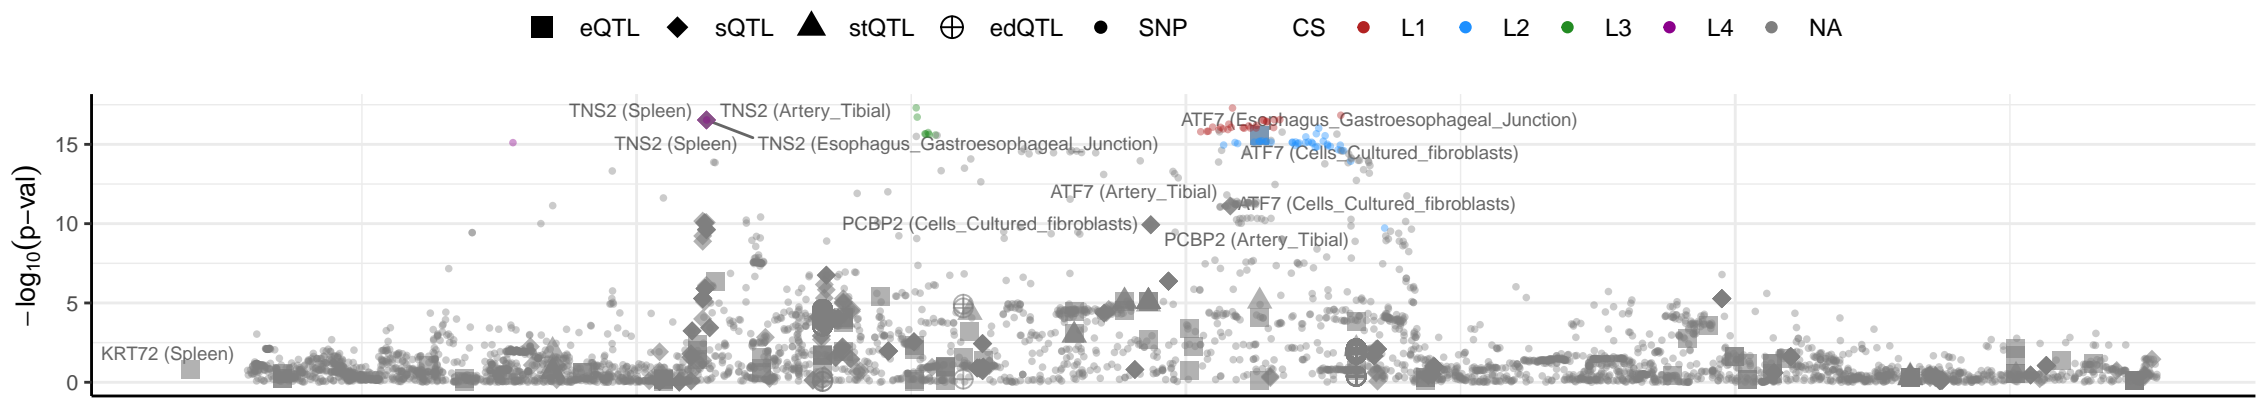 eQTL sQTL stQTL edQTL SNP CS L1 L2 L3 L4 NA
TNS2 (Spleen) TNS2 (Artery_Tibial)
ATF7 (Esophagus_Gastroesophageal_Junction)
TNS2 (Spleen) TNS2 (Esophagus_Gastroesophageal_Junction)
ATF7 (Cells_Cultured_fibroblasts)
ATF7 (Artery_Tibial)
ATF7 (Cells_Cultured_fibroblasts)
PCBP2 (Cells_Cultured_fibroblasts)
PCBP2 (Artery_Tibial)
KRT72 (Spleen)
15
10
5
0
−log10(p−val)